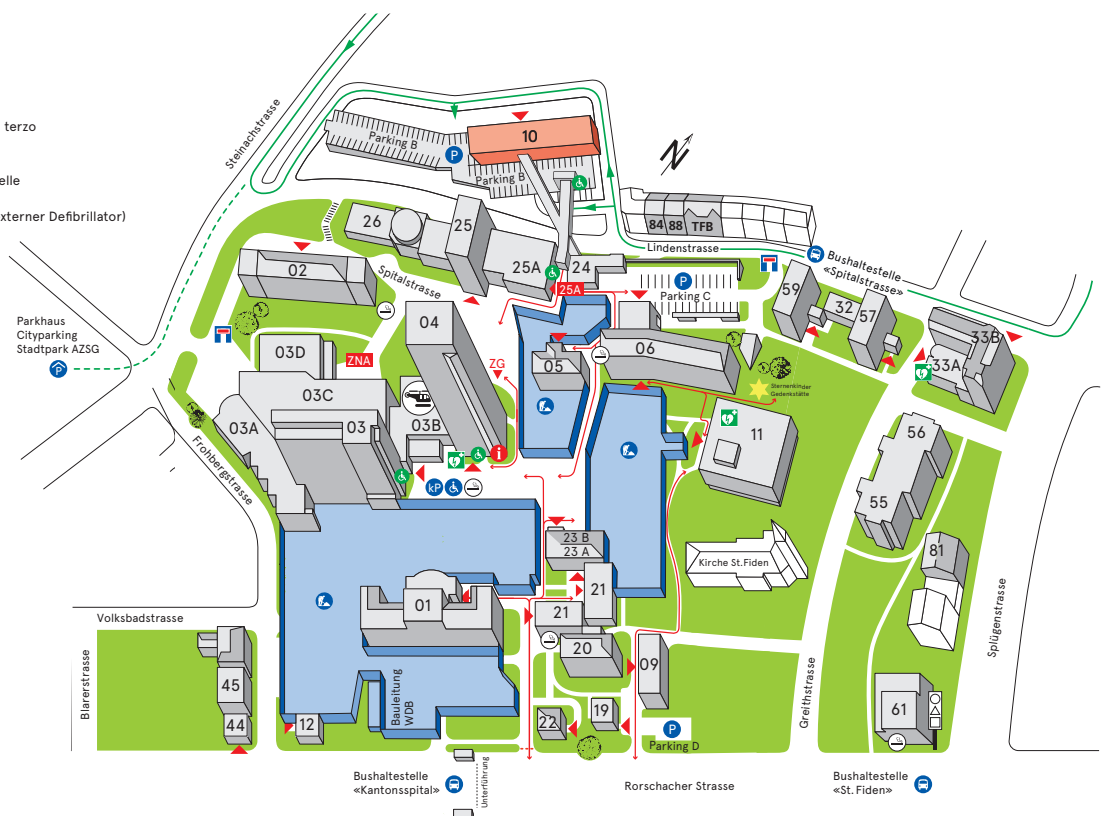 Steinachstrasse
terzo
elle
xterner Defibrillator)
Parking B
P
10
Parking B
N
84
88
TFB
Lindenstrasse
Bushaltestelle
«Spitalstrasse»
26
25
25A
24
25A
P
Parking C
02
Spitalstrasse
59
32
57
33B
33A
Parkhaus
Cityparking
Stadtpark AZSG
P
04
03D
ZNA
03C
03
03A
03B
ZG
i
kP
05
06
Sternenkinder
Gedenkstätte
11
56
55
Frohbergstrasse
23 B
23 A
Kirche St.Fiden
81
01
21
21
20
09
Volksbadstrasse
Blarerstrasse
45
44
12
Bauleitung
WDB
22
19
P
Parking D
Greithstrasse
Splügenstrasse
61
Bushaltestelle
«Kantonsspital»
Unterführung
Rorschacher Strasse
Bushaltestelle
«St. Fiden»